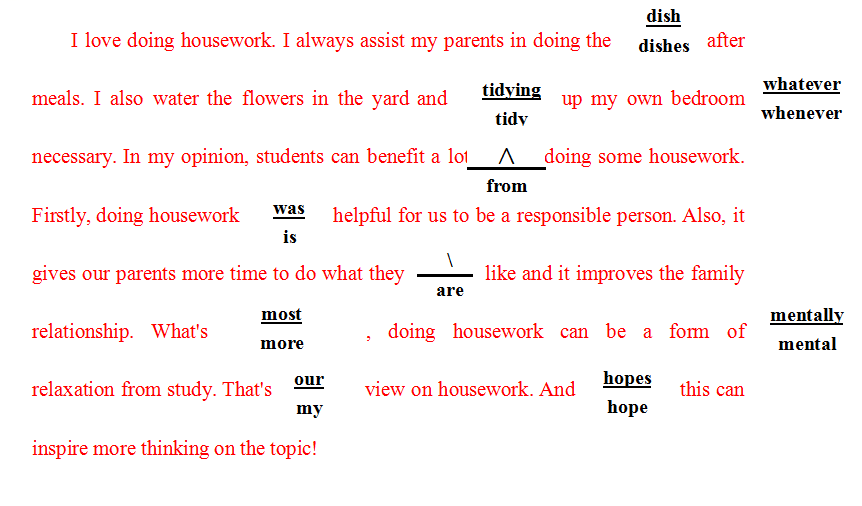 dish
I love doing housework. I always assist my parents in doing the dishes after
tidying whatever
meals. I also water the flowers in the yard and tidy up my own bedroom whenever
necessary. In my opinion, students can benefit a lot ∧ doing some housework.
from
Firstly, doing housework was helpful for us to be a responsible person. Also, it
is
gives our parents more time to do what they \ like and it improves the family
are
most mentally
relationship. What's more , doing housework can be a form of mental
relaxation from study. That's our view on housework. And hopes this can
my hope
inspire more thinking on the topic!